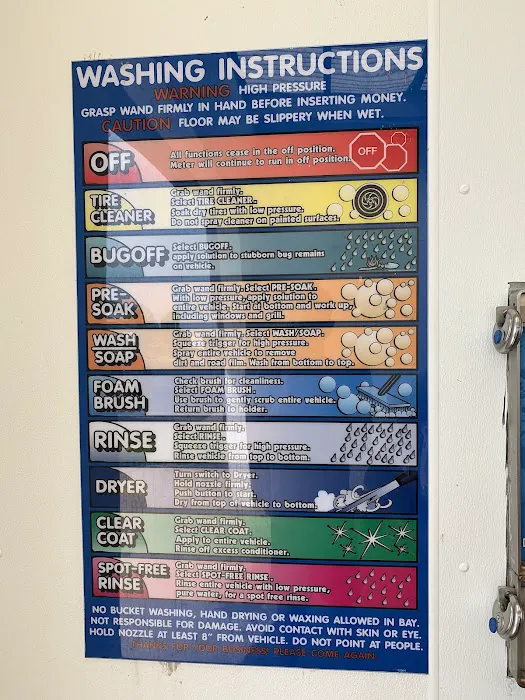 WASHING INSTRUCTIONS
WARNING HIGH PRESSURE
GRASP WAND FIRMLY IN HAND BEFORE INSERTING MONEY.
CAUTION FLOOR MAY BE SLIPPERY WHEN WET.
OFF
All functions cease in the off position.
Meter will continue to run in off position.
OFF
TIRE
CLEANER
Grab wand firmly.
Select TIRE CLEANER.
Soak dry tires with low pressure.
Do not spray cleaner on painted surfaces.
BUGOFF
Select BUGOFF.
apply solution to stubborn bug remains
on vehicle.
PRE-
SOAK
Grab wand firmly. Select PRE-SOAK.
With low pressure, apply solution to
entire vehicle. Start at bottom and work up,
including windows and grill.
WASH
SOAP
Grab wand firmly. Select WASH/SOAP.
Squeeze trigger for high pressure.
Spray entire vehicle to remove
dirt and road film. Wash from bottom to top.
FOAM
BRUSH
Check brush for cleanliness.
Select FOAM BRUSH.
Use brush to gently scrub entire vehicle.
Return brush to holder.
RINSE
Grab wand firmly.
Select RINSE.
Squeeze trigger for high pressure.
Rinse vehicle from top to bottom.
DRYER
Turn switch to Dryer.
Hold nozzle firmly.
Push button to start.
Dry from top of vehicle to bottom.
CLEAR
COAT
Grab wand firmly.
Select CLEAR COAT.
Apply to entire vehicle.
Rinse off excess conditioner.
SPOT-FREE
RINSE
Grab wand firmly.
Select SPOT-FREE RINSE.
Rinse entire vehicle with low pressure,
pure water, for a spot free rinse.
NO BUCKET WASHING, HAND DRYING OR WAXING ALLOWED IN BAY.
NOT RESPONSIBLE FOR DAMAGE. AVOID CONTACT WITH SKIN OR EYE.
HOLD NOZZLE AT LEAST 8" FROM VEHICLE. DO NOT POINT AT PEOPLE.
THANKS FOR YOUR BUSINESS! PLEASE COME AGAIN.